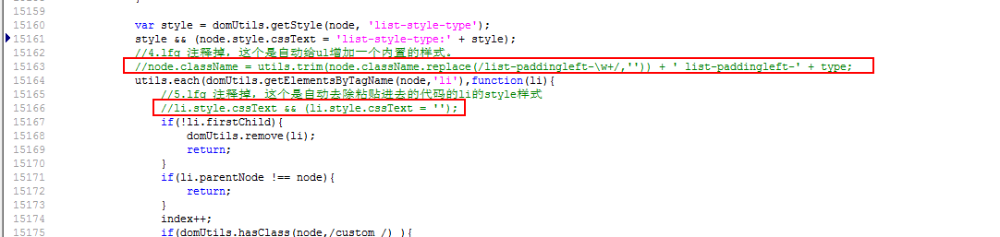 15159
15160 var style = domUtils.getStyle(node, 'list-style-type');
15161 style && (node.style.cssText = 'list-style-type:' + style);
15162 //4.lfq 注释掉，这个是自动给ul增加一个内置的样式。
15163 //node.className = utils.trim(node.className.replace(/list-paddingleft-\w+/,'')) + ' list-paddingleft-' + type;
15164 utils.each(domUtils.getElementsByTagName(node,'li'),function(li){
15165 //5.lfq 注释掉，这个是自动去除粘贴进去的代码的li的style样式
15166 //li.style.cssText && (li.style.cssText = '');
15167 if(!li.firstChild){
15168 domUtils.remove(li);
15169 return;
15170 }
15171 if(li.parentNode !== node){
15172 return;
15173 }
15174 index++;
15175 if(domUtils.hasClass(node,/custom_/) ){